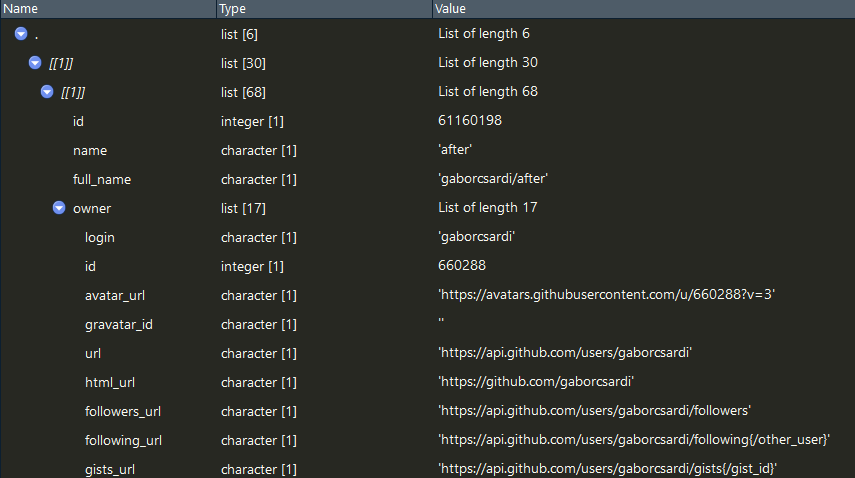 Name Type Value
. list [6] List of length 6
[[1]] list [30] List of length 30
[[1]] list [68] List of length 68
id integer [1] 61160198
name character [1] 'after'
full_name character [1] 'gaborcsardi/after'
owner list [17] List of length 17
login character [1] 'gaborcsardi'
id integer [1] 660288
avatar_url character [1] 'https://avatars.githubusercontent.com/u/660288?v=3'
gravatar_id character [1] ''
url character [1] 'https://api.github.com/users/gaborcsardi'
html_url character [1] 'https://github.com/gaborcsardi'
followers_url character [1] 'https://api.github.com/users/gaborcsardi/followers'
following_url character [1] 'https://api.github.com/users/gaborcsardi/following{/other_user}'
gists_url character [1] 'https://api.github.com/users/gaborcsardi/gists{/gist_id}'